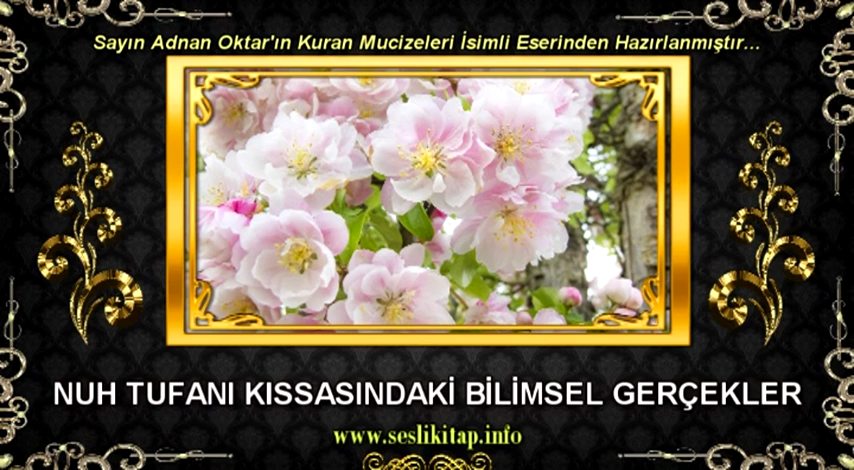 Sayın Adnan Oktar'ın Kuran Mucizeleri İsimli Eserinden Hazırlanmıştır...
NUH TUFANI KISSASINDAKİ BİLİMSEL GERÇEKLER
www.seslikitap.info